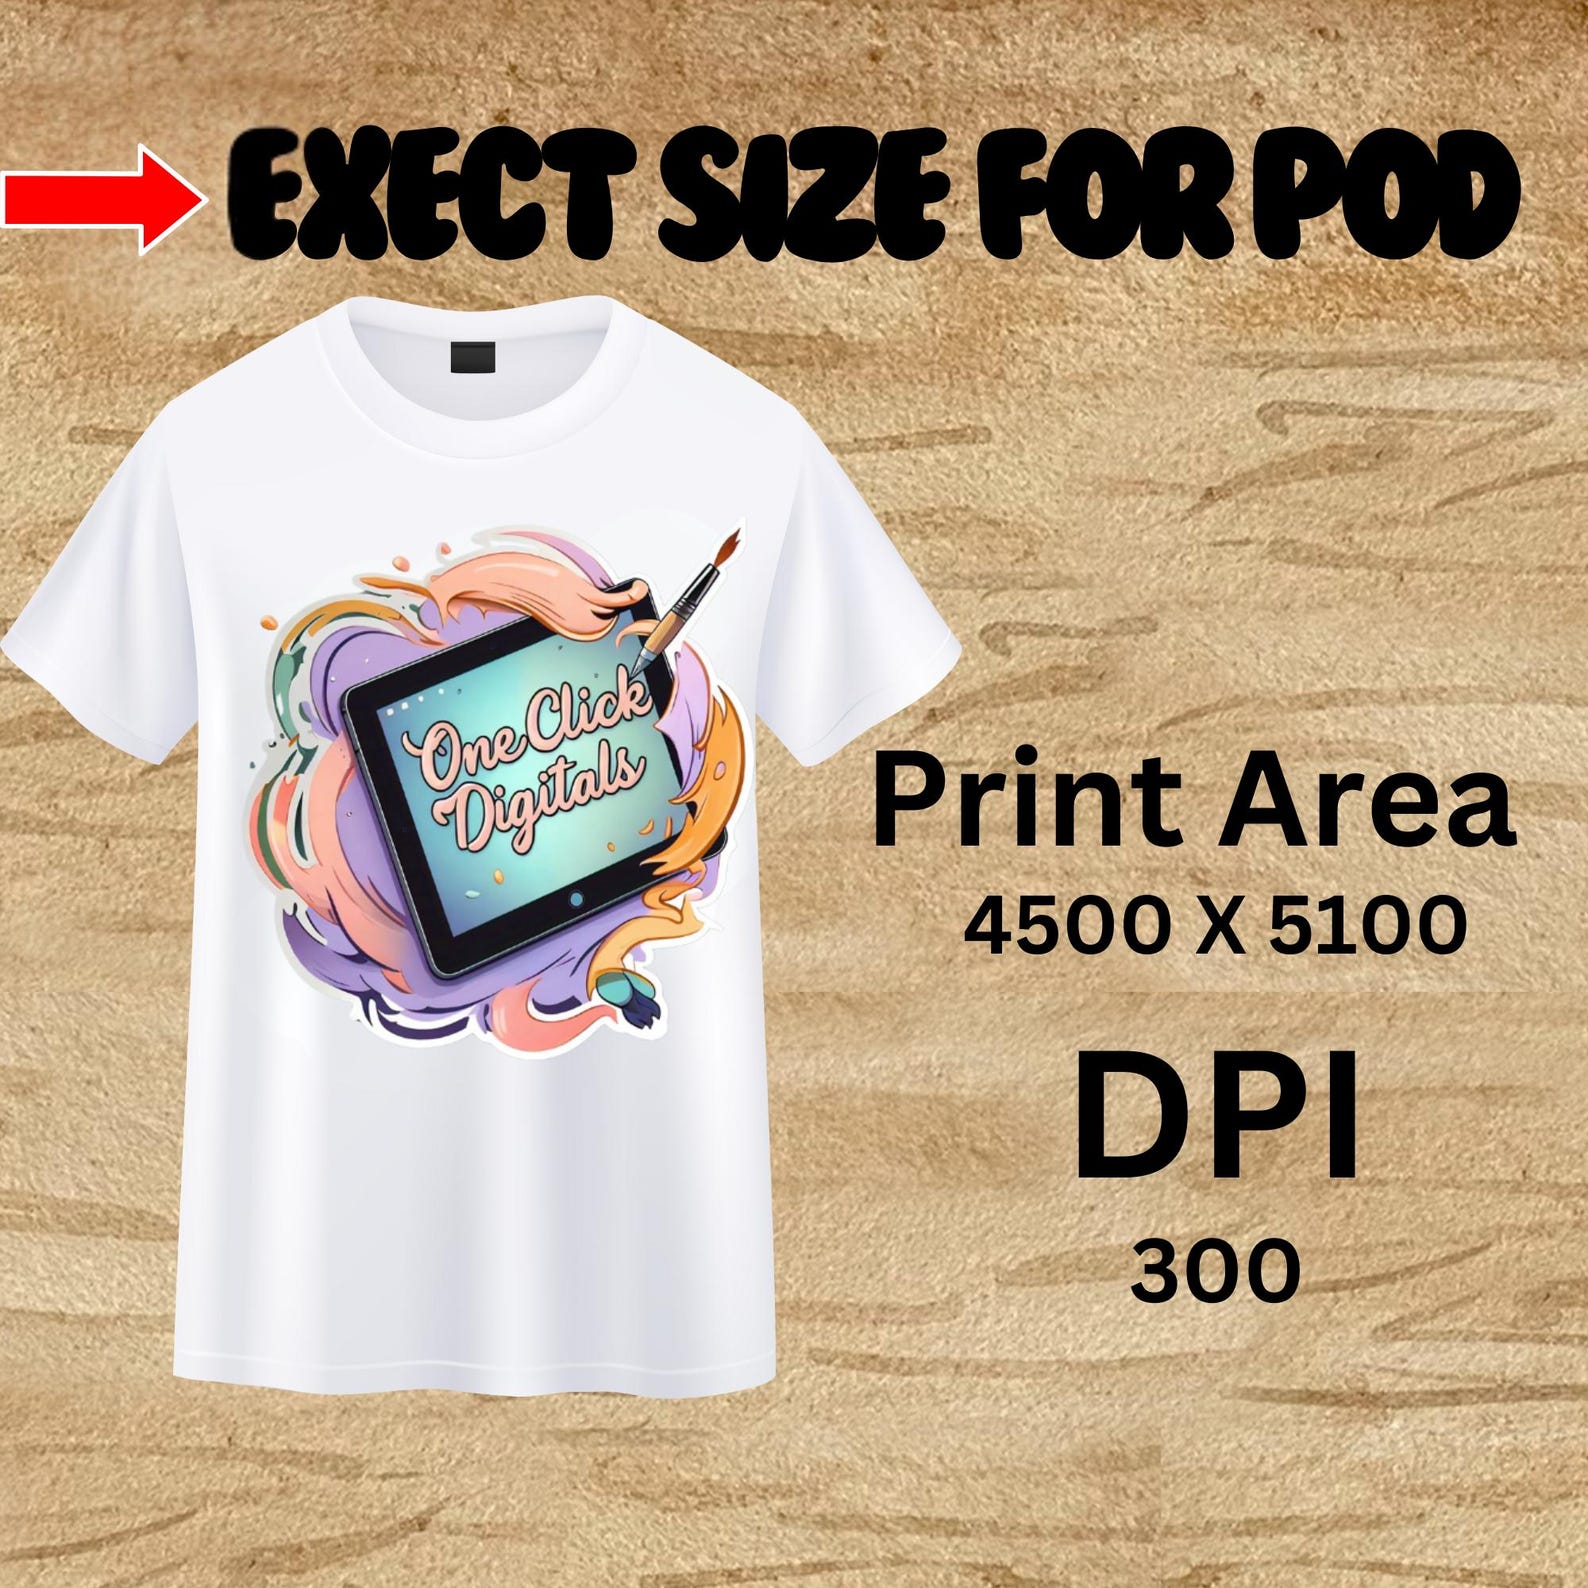 EXECT SIZE FOR POD
One Click
Digitals
Print Area
4500 X 5100
DPI
300